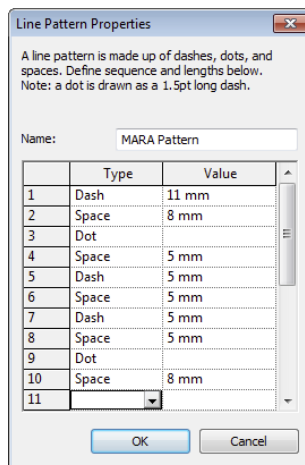 Line Pattern Properties
A line pattern is made up of dashes, dots, and
spaces. Define sequence and lengths below.
Note: a dot is drawn as a 1.5pt long dash.
Name: MARA Pattern
Type Value
1 Dash 11 mm
2 Space 8 mm
3 Dot
4 Space 5 mm
5 Dash 5 mm
6 Space 5 mm
7 Dash 5 mm
8 Space 5 mm
9 Dot
10 Space 8 mm
11
OK Cancel